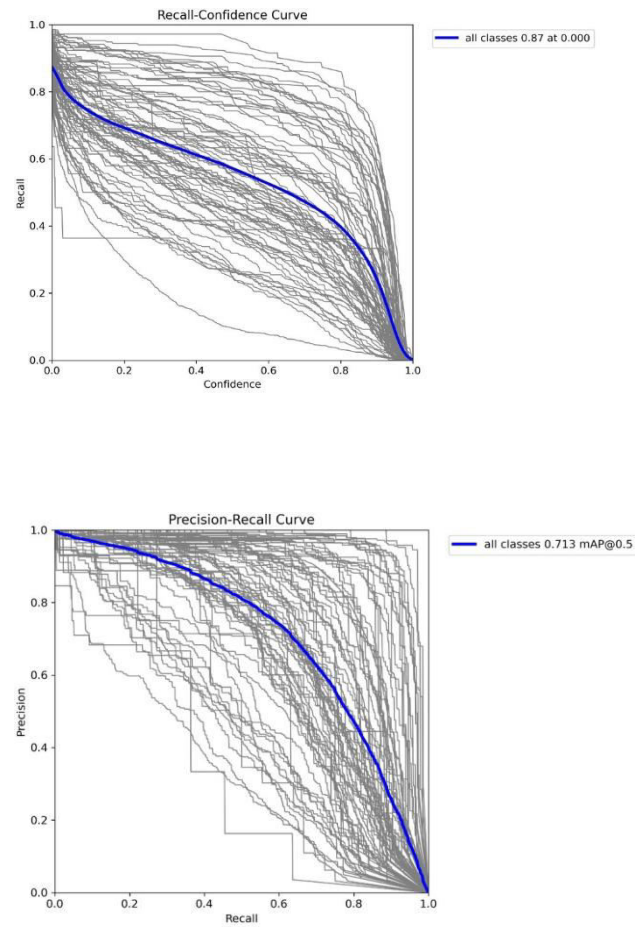 Recall-Confidence Curve
all classes 0.87 at 0.000
1.0
0.8
0.6
0.4
0.2
0.0
Recall
0.0 0.2 0.4 0.6 0.8 1.0
Confidence
Precision-Recall Curve
all classes 0.713 mAP@0.5
1.0
0.8
0.6
0.4
0.2
0.0
Precision
0.0 0.2 0.4 0.6 0.8 1.0
Recall